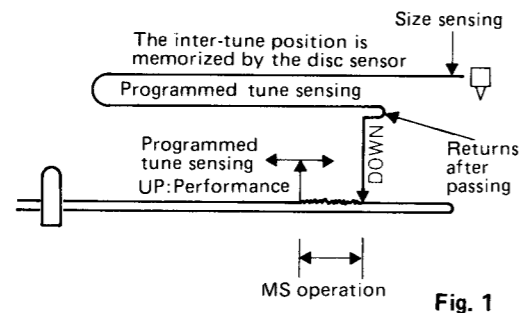 Size sensing
The inter-tune position is
memorized by the disc sensor
Programmed tune sensing
Programmed
tune sensing
UP:Performance
DOWN
Returns
after
passing
MS operation
Fig. 1